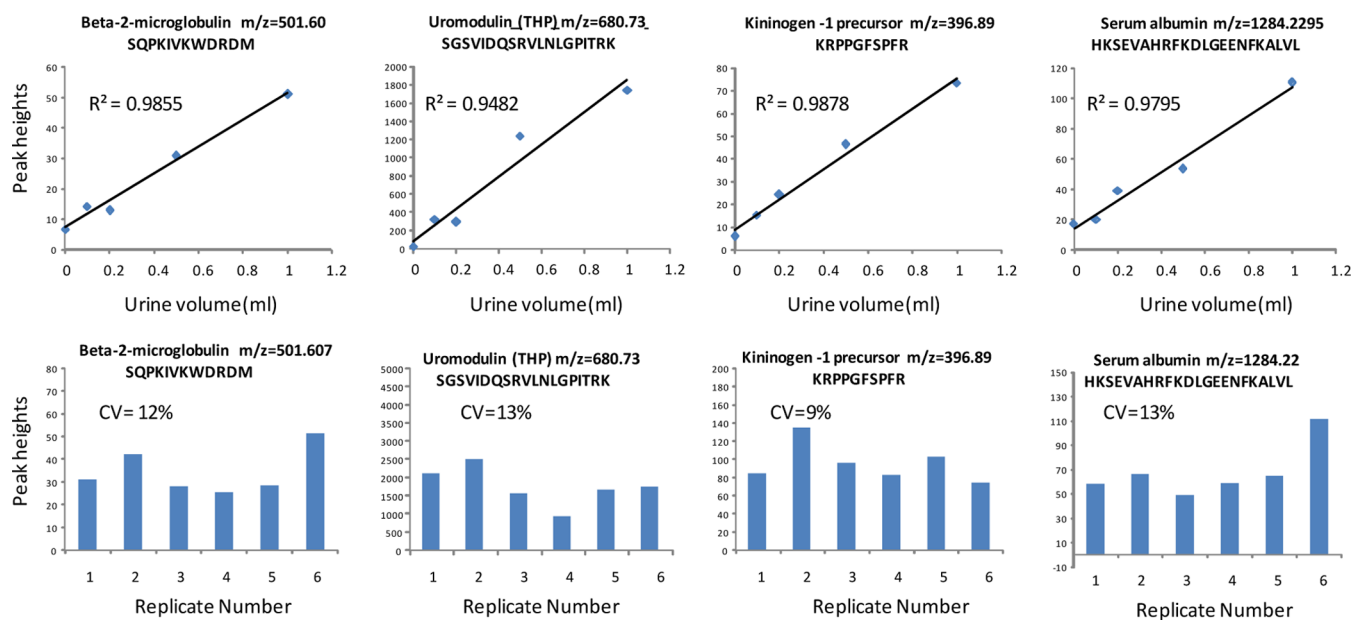 Beta-2-microglobulin m/z=501.60
SQPKIVKWDRDM
Peak heights
60
50
40
30
20
10
0
R² = 0.9855
0 0.2 0.4 0.6 0.8 1 1.2
Urine volume(ml)
Uromodulin_(THP)_m/z=680.73_
SGSVIDQSRVLNLGPITRK
2000
1800
1600
1400
1200
1000
800
600
400
200
0
R² = 0.9482
0 0.2 0.4 0.6 0.8 1 1.2
Urine volume(ml)
Kininogen -1 precursor m/z=396.89
KRPPGFSPFR
80
70
60
50
40
30
20
10
0
R² = 0.9878
0 0.2 0.4 0.6 0.8 1 1.2
Urine volume(ml)
Serum albumin m/z=1284.2295
HKSEVAHRFKDLGEENFKALVL
120
100
80
60
40
20
0
R² = 0.9795
0 0.2 0.4 0.6 0.8 1 1.2
Urine volume(ml)
Beta-2-microglobulin m/z=501.607
SQPKIVKWDRDM
Peak heights
80
70
60
50
40
30
20
10
0
CV= 12%
1 2 3 4 5 6
Replicate Number
Uromodulin (THP) m/z=680.73
SGSVIDQSRVLNLGPITRK
5000
4500
4000
3500
3000
2500
2000
1500
1000
500
0
CV=13%
1 2 3 4 5 6
Replicate Number
Kininogen -1 precursor m/z=396.89
KRPPGFSPFR
200
180
160
140
120
100
80
60
40
20
0
CV=9%
1 2 3 4 5 6
Replicate Number
Serum albumin m/z=1284.22
HKSEVAHRFKDLGEENFKALVL
150
130
110
90
70
50
30
10
-10
CV=13%
1 2 3 4 5 6
Replicate Number